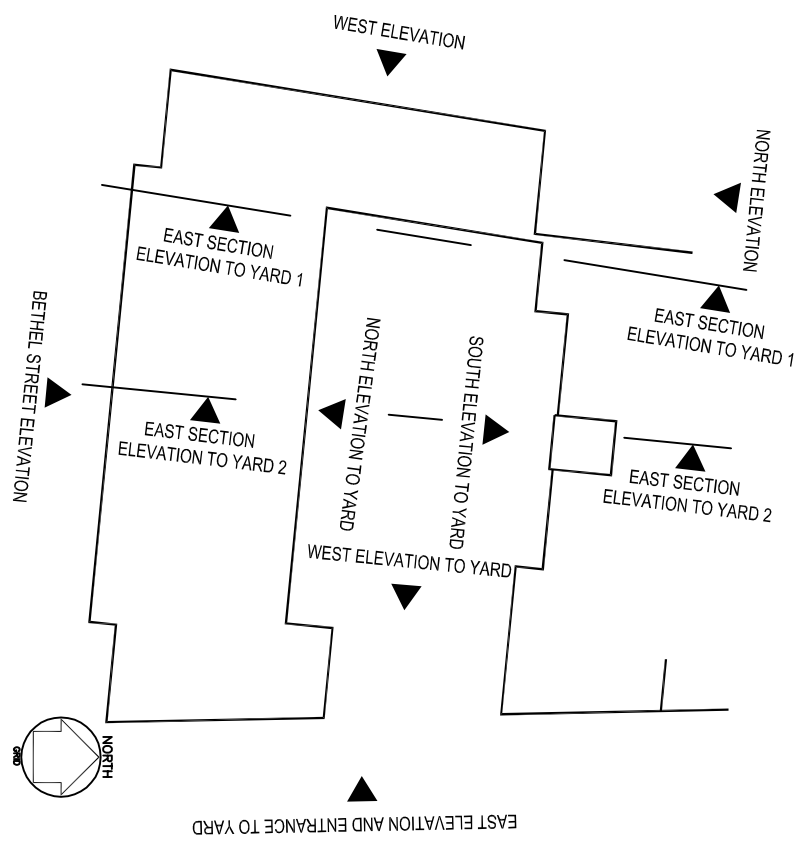 WEST ELEVATION
NORTH ELEVATION
EAST SECTION
ELEVATION TO YARD 1
EAST SECTION
ELEVATION TO YARD 1
BETHEL STREET ELEVATION
NORTH ELEVATION TO YARD
SOUTH ELEVATION TO YARD
EAST SECTION
ELEVATION TO YARD 2
EAST SECTION
ELEVATION TO YARD 2
WEST ELEVATION TO YARD
NORTH
GRID
EAST ELEVATION AND ENTRANCE TO YARD